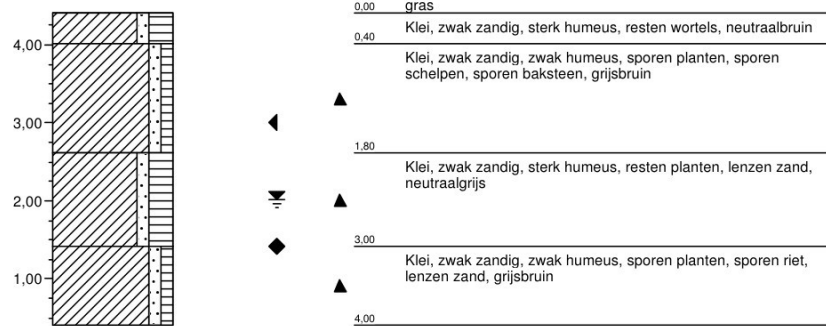 gras
0,00
Klei, zwak zandig, sterk humeus, resten wortels, neutraalbruin
4,00
0,40
Klei, zwak zandig, zwak humeus, sporen planten, sporen
schelpen, sporen baksteen, grijsbruin
3,00
1,80
Klei, zwak zandig, sterk humeus, resten planten, lenzen zand,
neutraalgrijs
2,00
3,00
Klei, zwak zandig, zwak humeus, sporen planten, sporen riet,
lenzen zand, grijsbruin
1,00
4,00